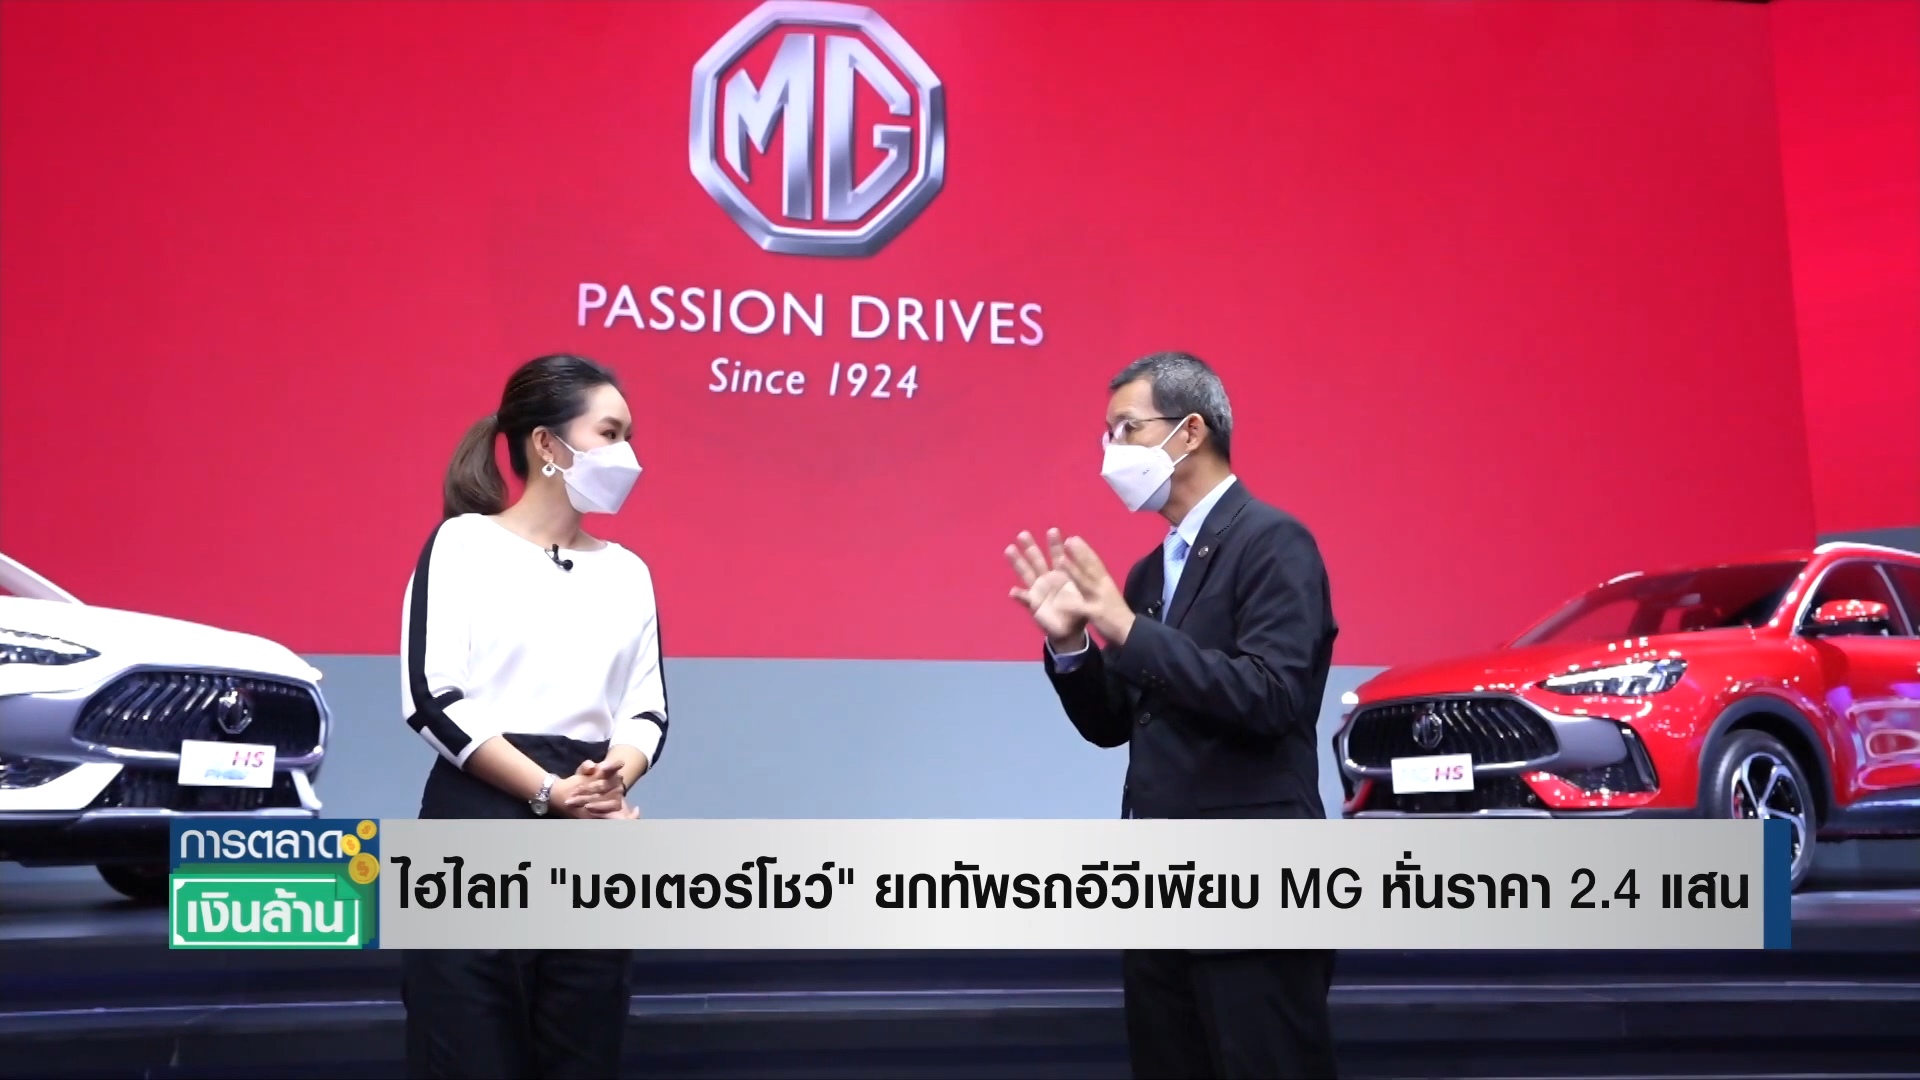 MG
PASSION DRIVES
Since 1924
HS
PHEV
MG HS
การตลาด
เงินล้าน
ไฮไลท์ "มอเตอร์โชว์" ยกทัพรถอีวีเพียบ MG หั่นราคา 2.4 แสน